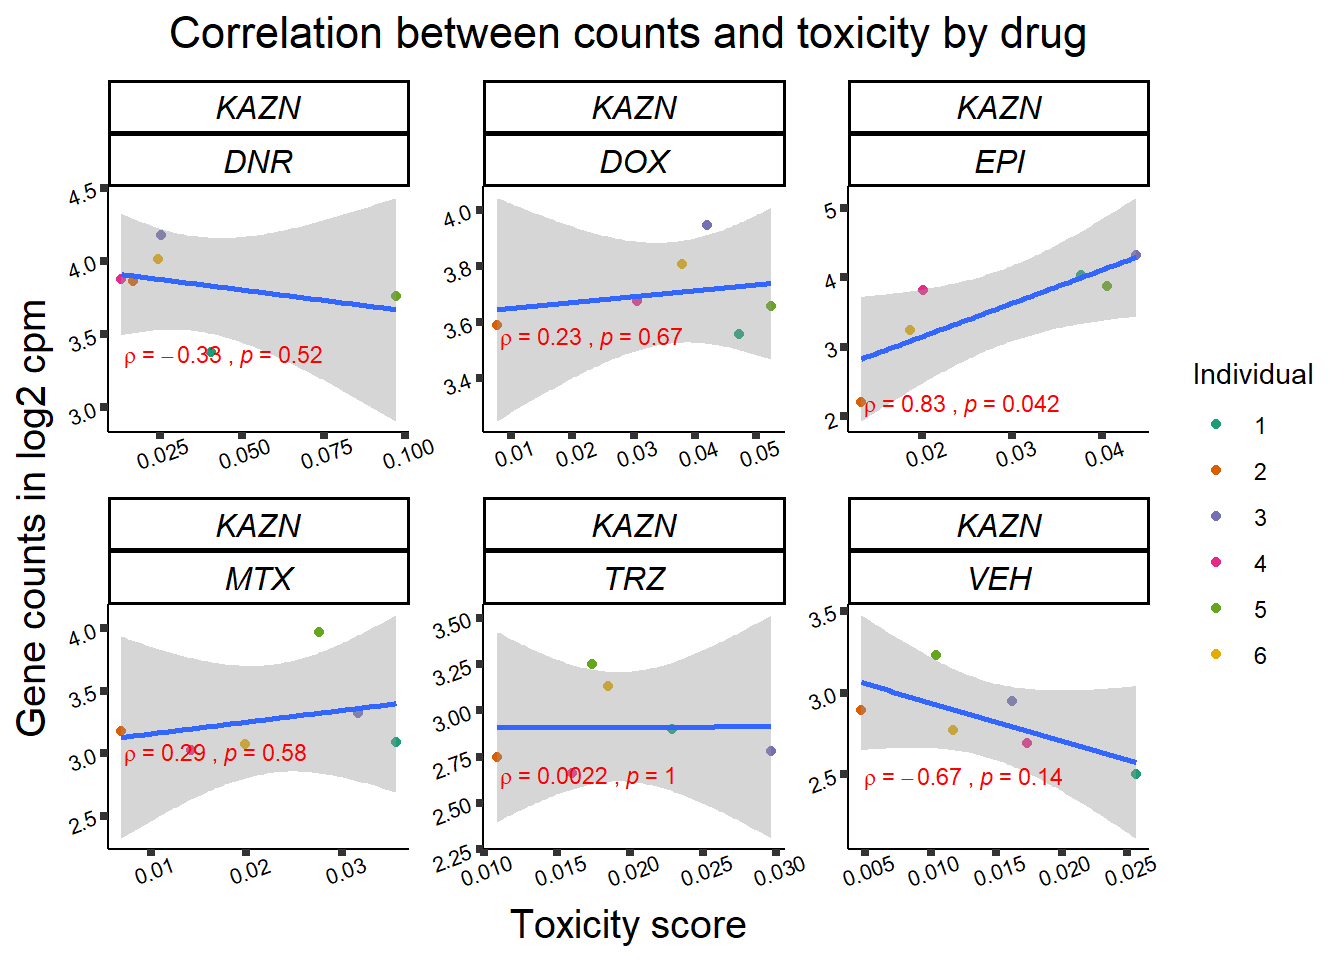 Correlation between counts and toxicity by drug
KAZN
DNR
4.5
4.0
3.5
3.0
ρ = −0.33 , p = 0.52
0.025 0.050 0.075 0.100
KAZN
DOX
4.0
3.8
3.6
3.4
ρ = 0.23 , p = 0.67
0.01 0.02 0.03 0.04 0.05
KAZN
EPI
5
4
3
2
ρ = 0.83 , p = 0.042
0.02 0.03 0.04
KAZN
MTX
4.0
3.5
3.0
2.5
ρ = 0.29 , p = 0.58
0.01 0.02 0.03
KAZN
TRZ
3.50
3.25
3.00
2.75
2.50
2.25
ρ = 0.0022 , p = 1
0.010 0.015 0.020 0.025 0.030
KAZN
VEH
3.5
3.0
2.5
ρ = −0.67 , p = 0.14
0.005 0.010 0.015 0.020 0.025
Gene counts in log2 cpm
Toxicity score
Individual
1
2
3
4
5
6